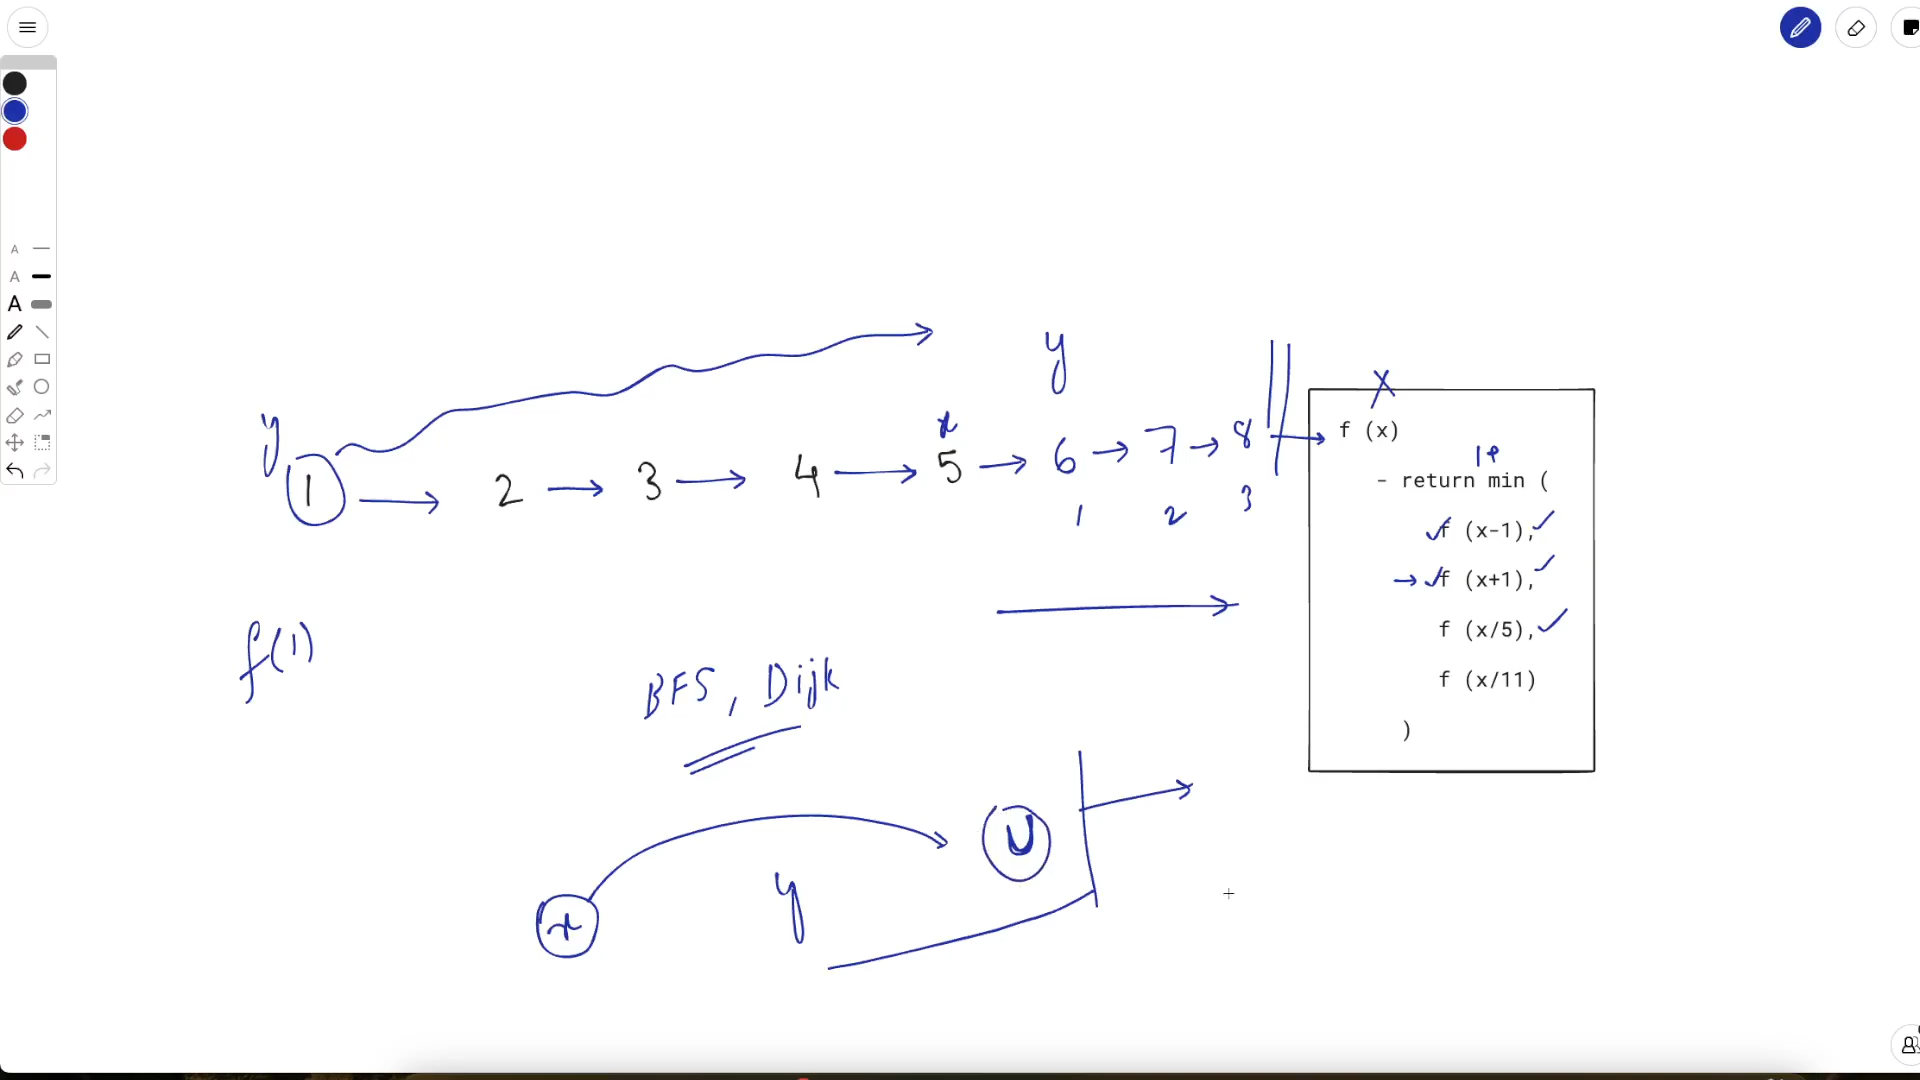 A
A
A
y
y
x
1 → 2 → 3 → 4 → 5 → 6 → 7 → 8 →
1 2 3
X
f (x)
1+
- return min (
✓f (x-1), ✓
→ ✓f (x+1), ✓
f (x/5), ✓
f (x/11)
)
f(1)
BFS, Dijk
x
y
U